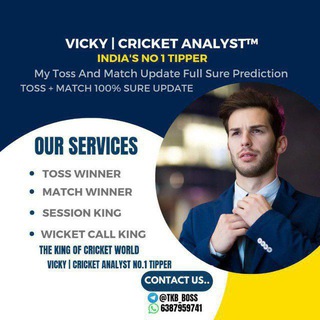 VICKY | CRICKET ANALYST™
INDIA'S NO 1 TIPPER
My Toss And Match Update Full Sure Prediction
TOSS + MATCH 100% SURE UPDATE
OUR SERVICES
• TOSS WINNER
• MATCH WINNER
• SESSION KING
• WICKET CALL KING
THE KING OF CRICKET WORLD
VICKY | CRICKET ANALYST NO.1 TIPPER
CONTACT US..
@TKB_BOSS
6387959741